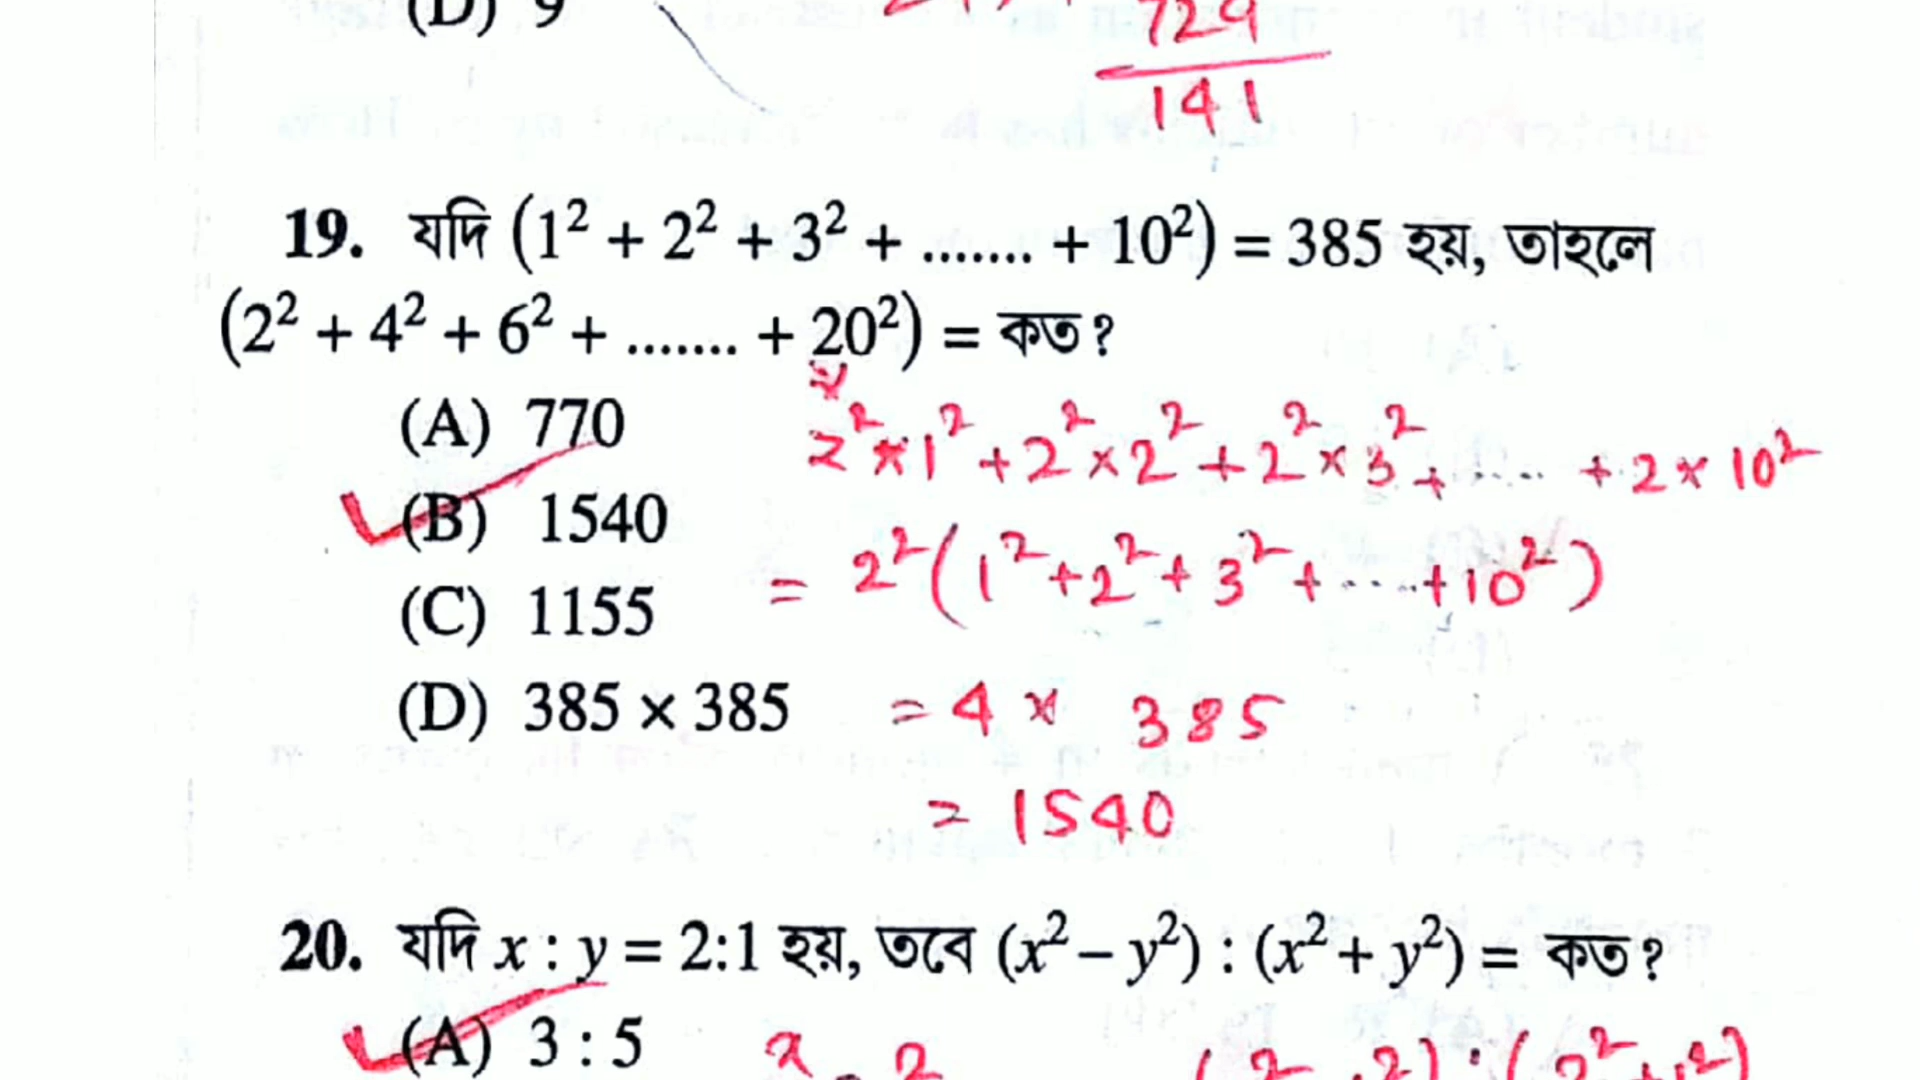 (D) 9
729
141
19. যদি (1² + 2² + 3² + ....... + 10²) = 385 হয়, তাহলে
(2² + 4² + 6² + ....... + 20²) = কত?
(A) 770
2² × 1² + 2² × 2² + 2² × 3² + ..... + 2 × 10²
(B) 1540
= 2² (1² + 2² + 3² + ..... + 10²)
(C) 1155
(D) 385 × 385
= 4 × 385
= 1540
20. যদি x : y = 2:1 হয়, তবে (x² – y²) : (x² + y²) = কত?
(A) 3 : 5